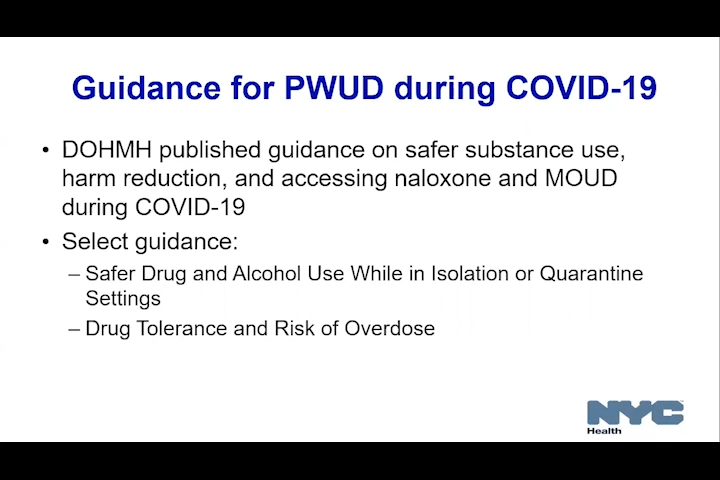 Guidance for PWUD during COVID-19
• DOHMH published guidance on safer substance use,
harm reduction, and accessing naloxone and MOUD
during COVID-19
• Select guidance:
– Safer Drug and Alcohol Use While in Isolation or Quarantine
Settings
– Drug Tolerance and Risk of Overdose
NYC
Health